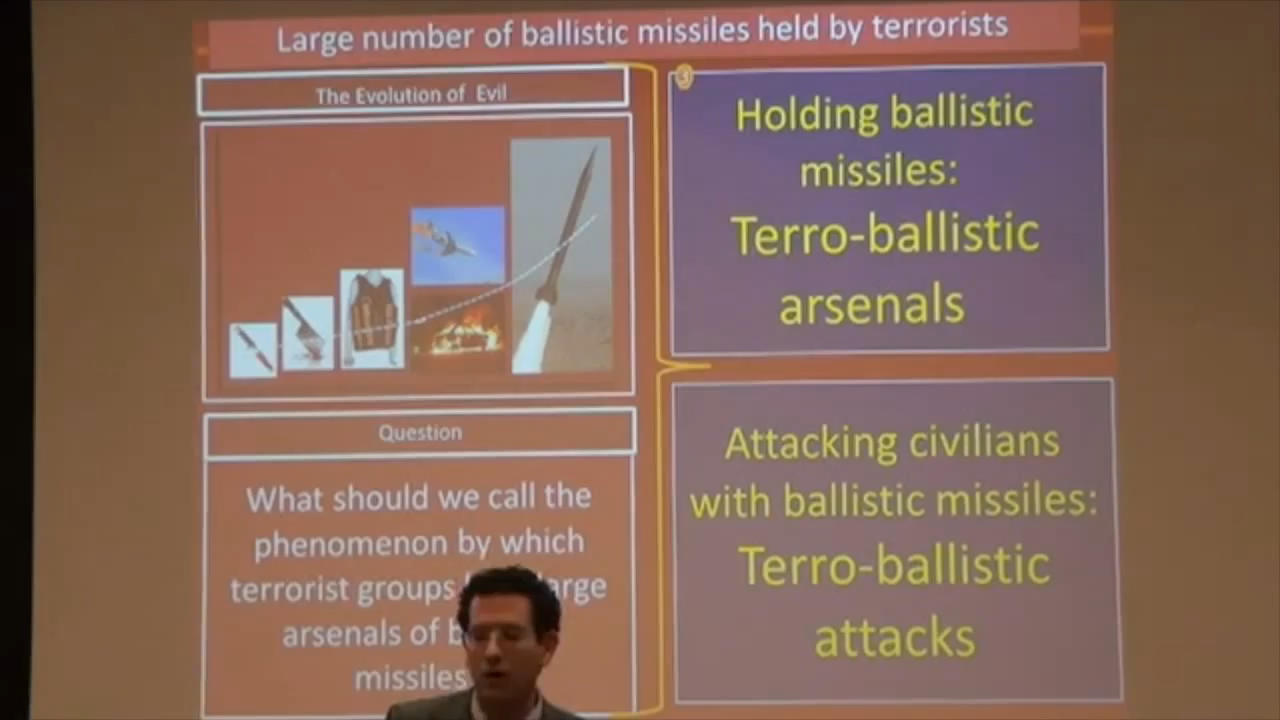 Large number of ballistic missiles held by terrorists
The Evolution of Evil
Question
What should we call the
phenomenon by which
terrorist groups large
arsenals of
missiles
3
Holding ballistic
missiles:
Terro-ballistic
arsenals
Attacking civilians
with ballistic missiles:
Terro-ballistic
attacks